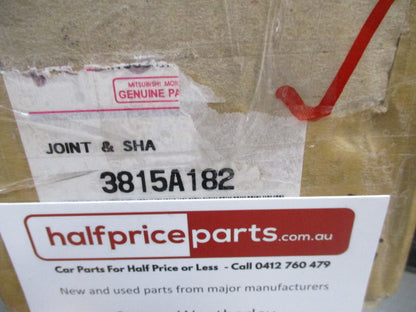 MITSUBISHI MOR
GENUINE PA
JOINT & SHA
3815A182
halfpriceparts.com.au
Car Parts For Half Price or Less - Call 0412 760 479
New and used parts from major manufacturers